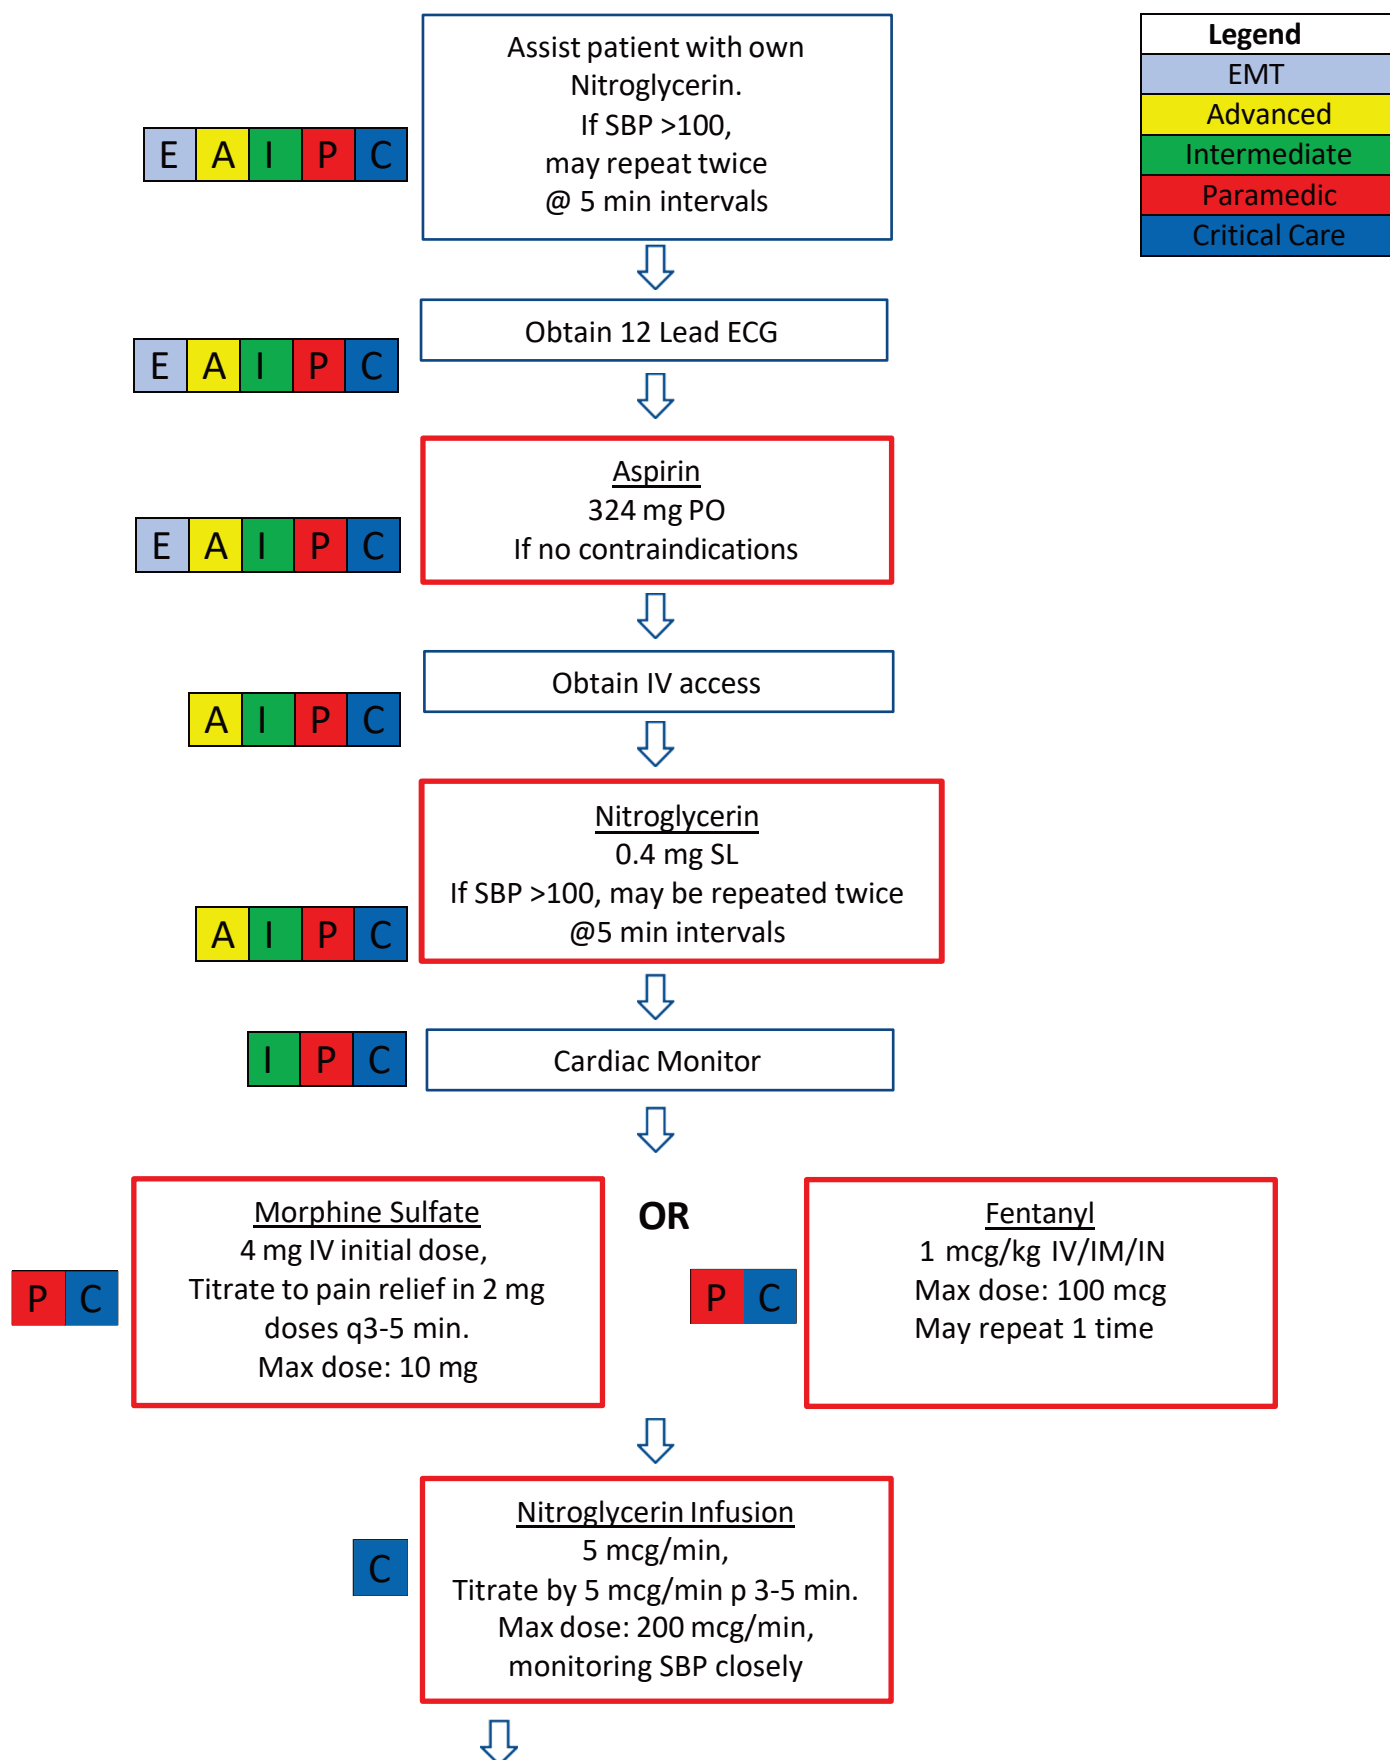 Assist patient with own
Nitroglycerin.
If SBP >100,
may repeat twice
@ 5 min intervals
E A I P C
Legend
EMT
Advanced
Intermediate
Paramedic
Critical Care
Obtain 12 Lead ECG
E A I P C
Aspirin
324 mg PO
If no contraindications
E A I P C
Obtain IV access
A I P C
Nitroglycerin
0.4 mg SL
If SBP >100, may be repeated twice
@5 min intervals
A I P C
Cardiac Monitor
I P C
Morphine Sulfate
4 mg IV initial dose,
Titrate to pain relief in 2 mg
doses q3-5 min.
Max dose: 10 mg
P C
OR
Fentanyl
1 mcg/kg IV/IM/IN
Max dose: 100 mcg
May repeat 1 time
P C
Nitroglycerin Infusion
5 mcg/min,
Titrate by 5 mcg/min p 3-5 min.
Max dose: 200 mcg/min,
monitoring SBP closely
C